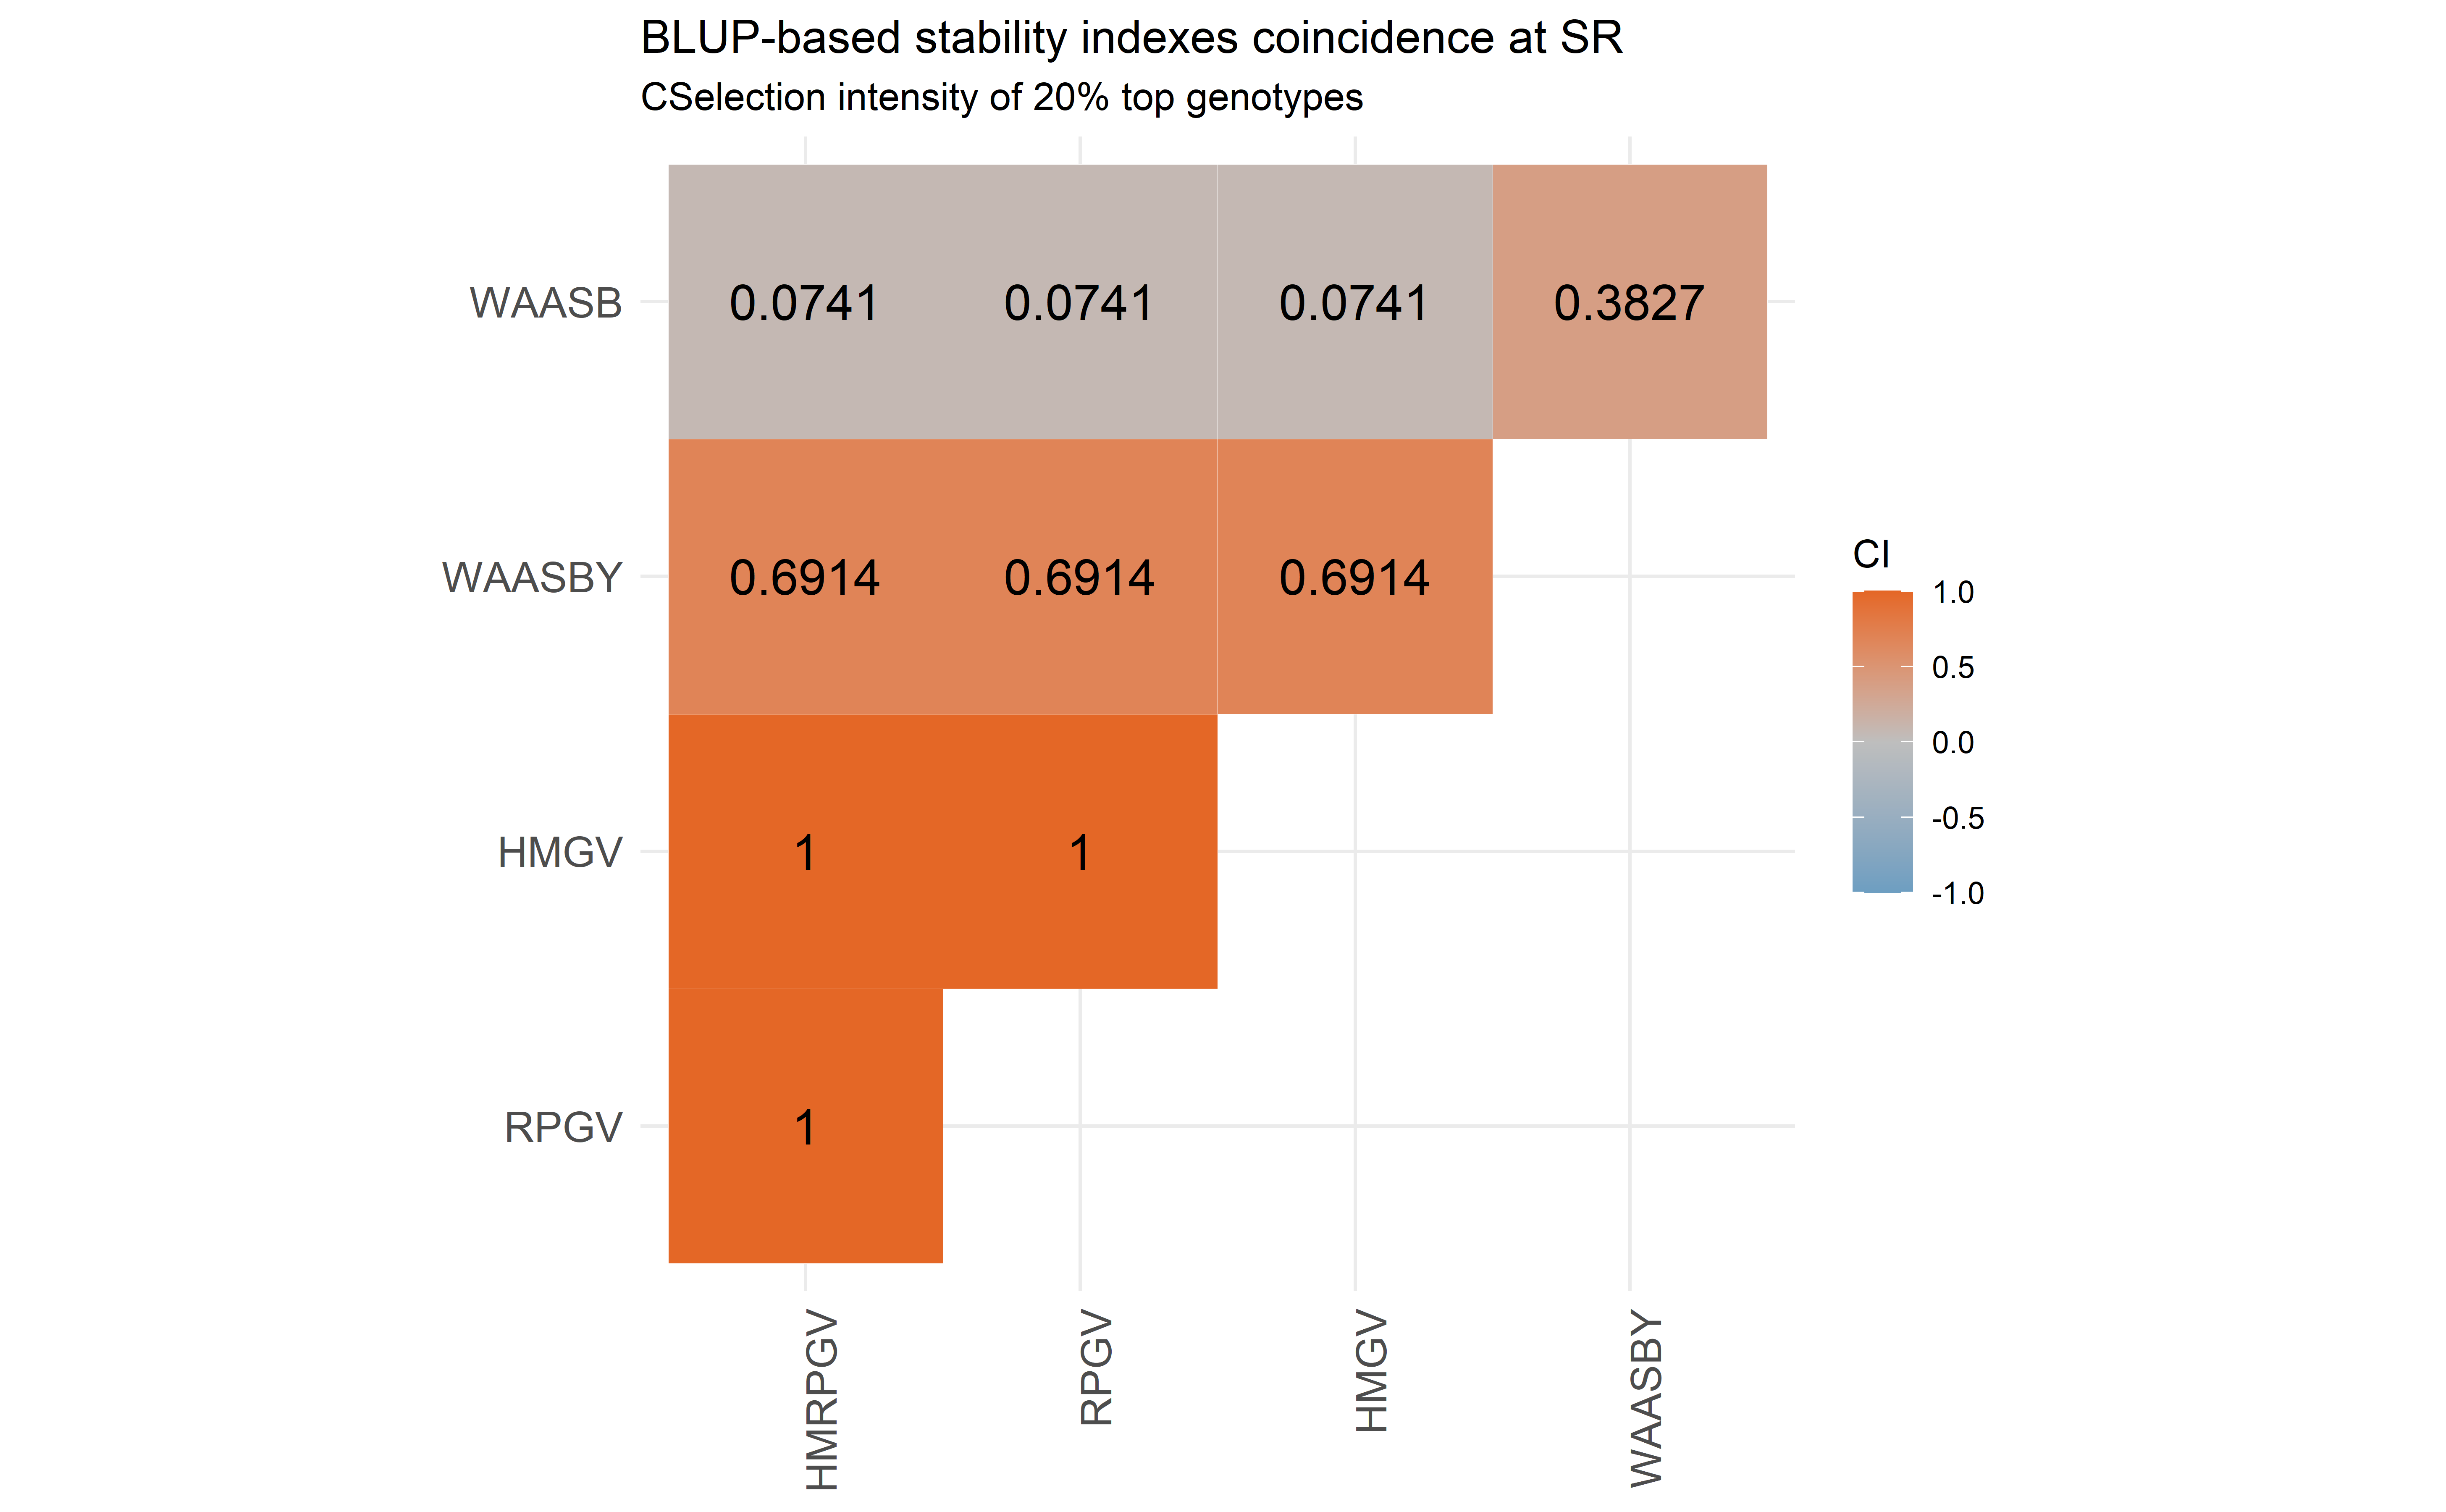 BLUP-based stability indexes coincidence at SR
CSelection intensity of 20% top genotypes
WAASB
0.0741
0.0741
0.0741
0.3827
WAASBY
0.6914
0.6914
0.6914
HMGV
1
1
RPGV
1
HMRPGV
RPGV
HMGV
WAASBY
CI
1.0
0.5
0.0
-0.5
-1.0